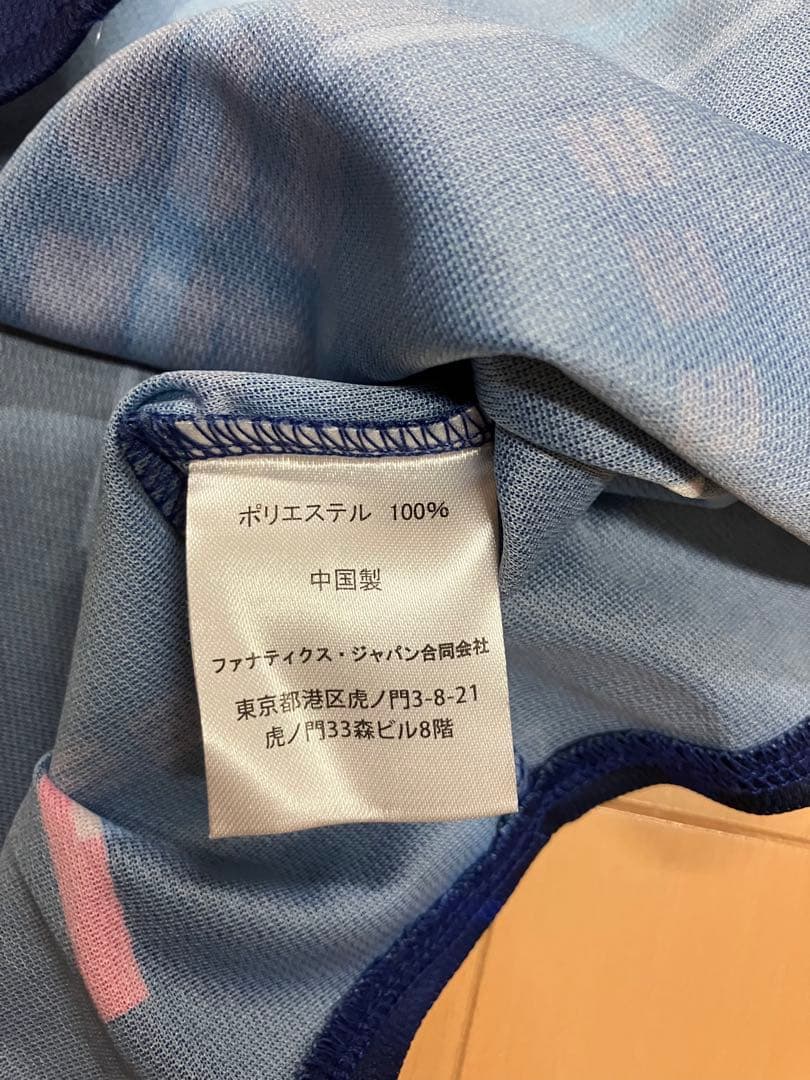 ポリエステル 100%
中国製
ファナティクス・ジャパン合同会社
東京都港区虎ノ門3-8-21
虎ノ門33森ビル8階